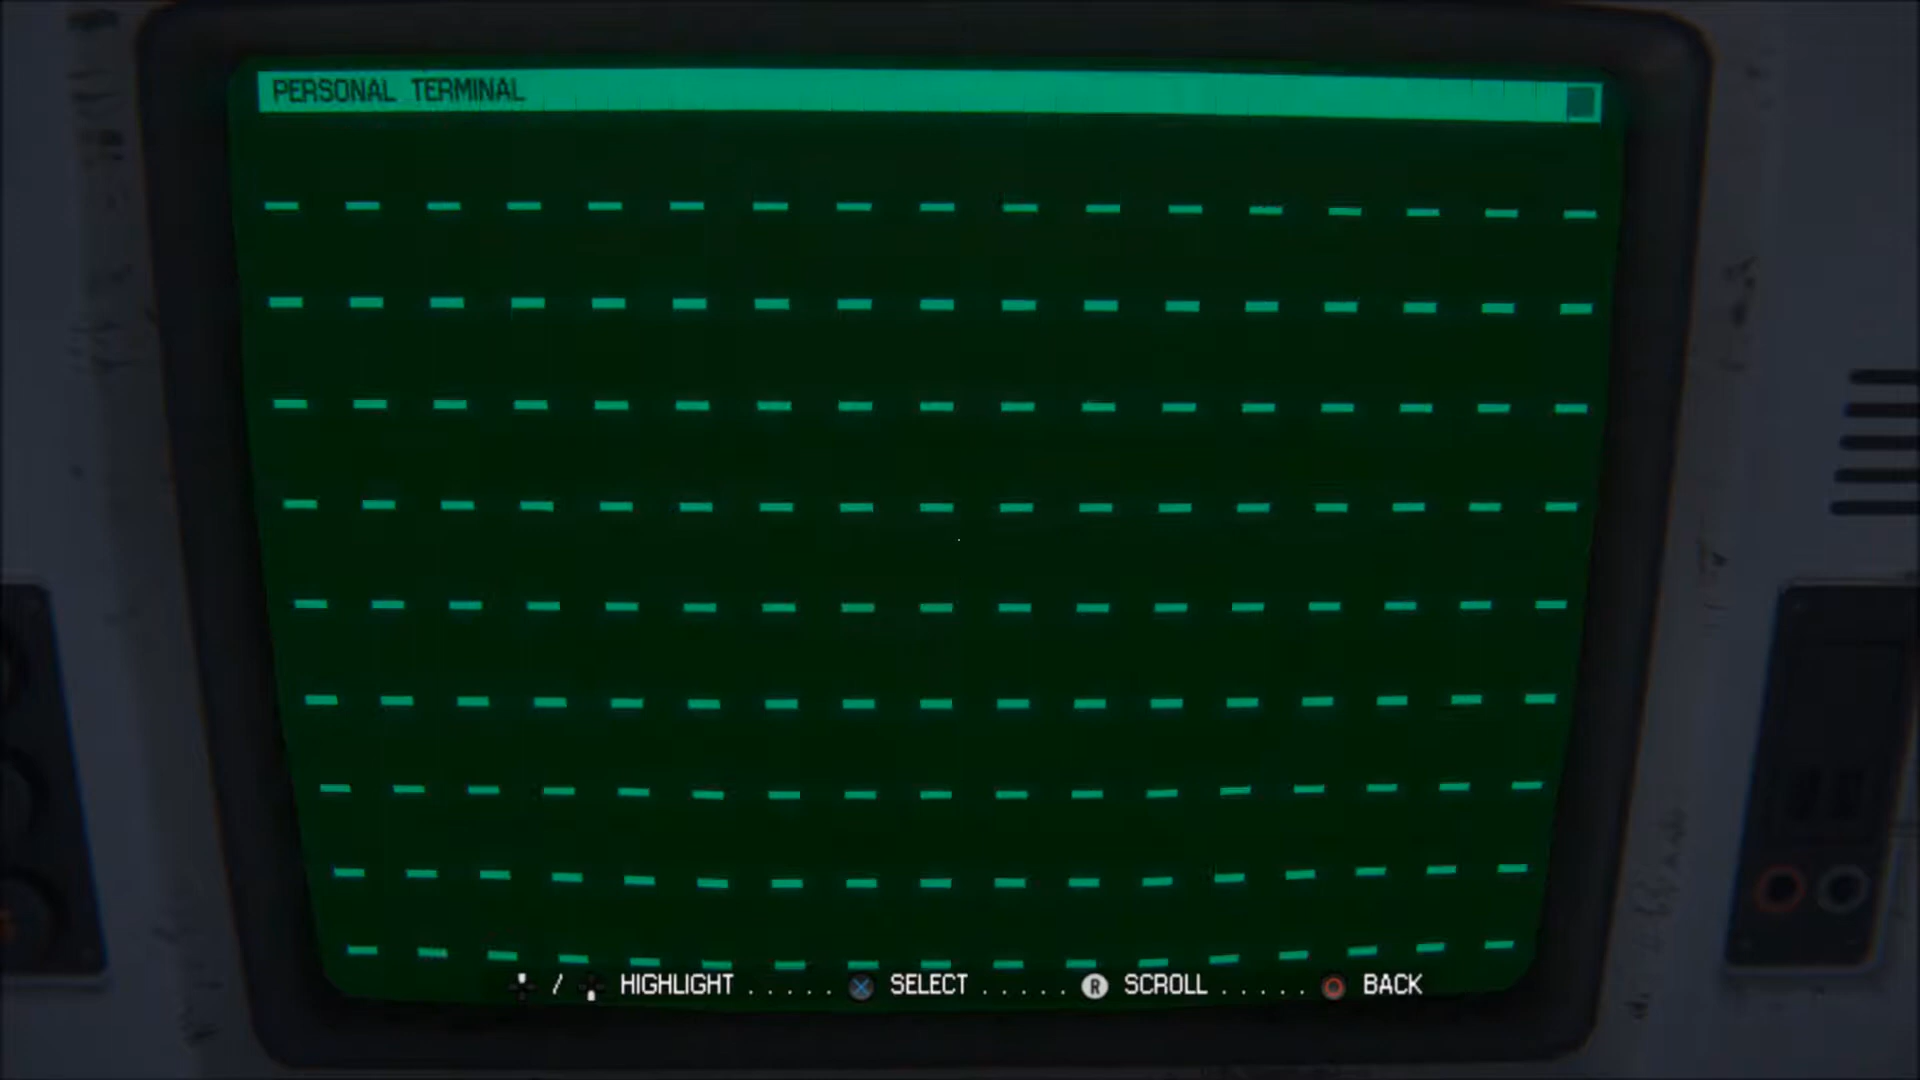 PERSONAL TERMINAL
/ HIGHLIGHT ..... SELECT ..... R SCROLL ..... BACK